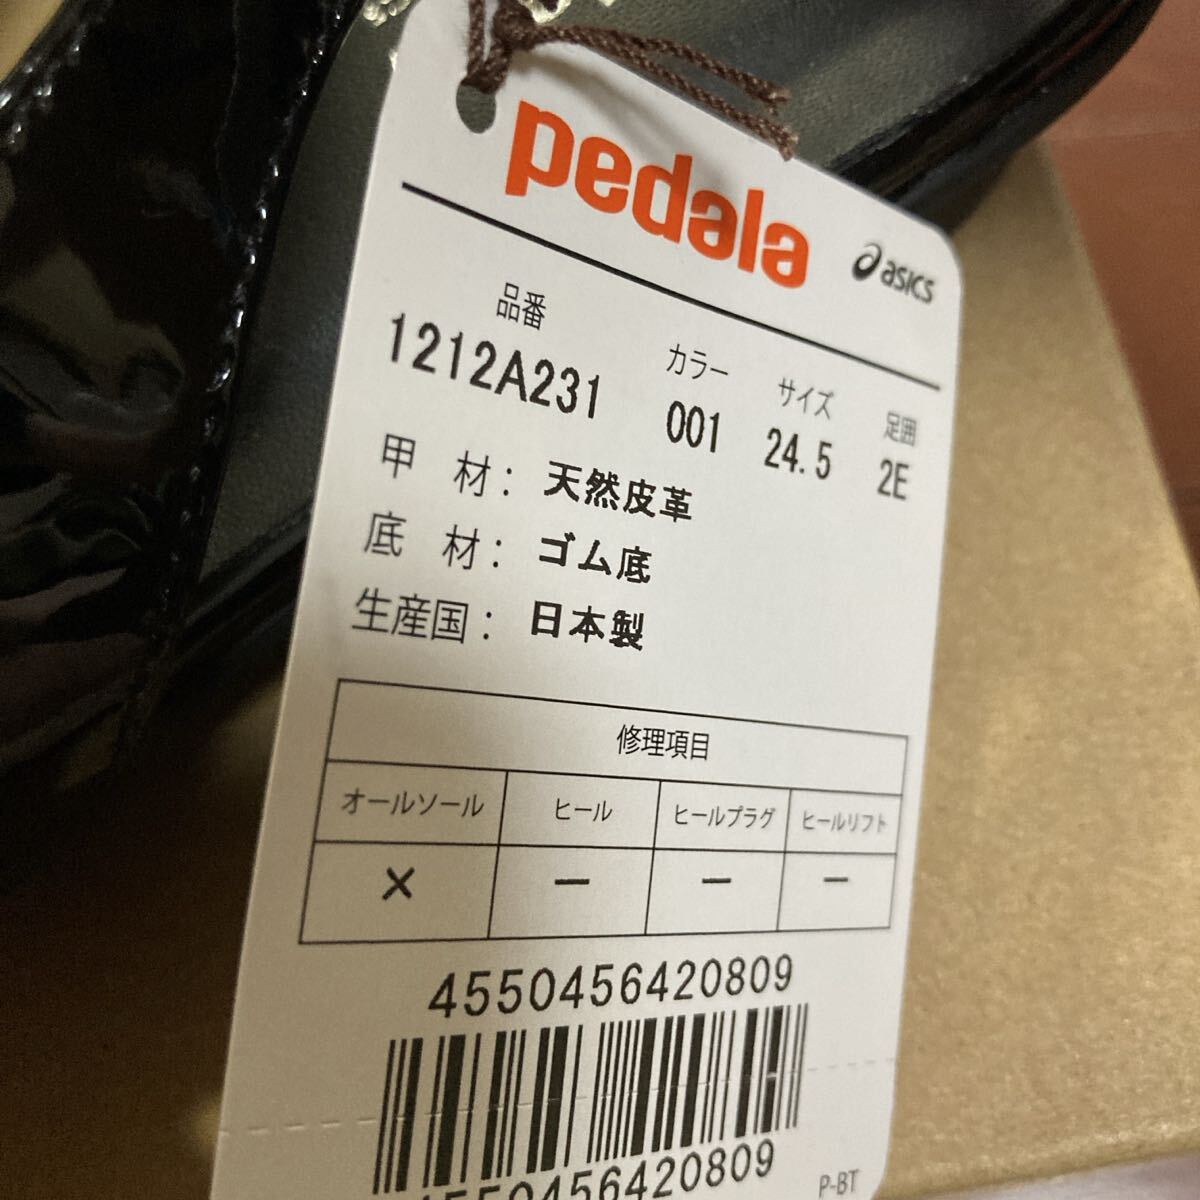 pedala asics
品番 カラー サイズ 足囲
1212A231 001 24.5 2E
甲 材： 天然皮革
底 材： ゴム底
生産国： 日本製
修理項目
オールソール ヒール ヒールプラグ ヒールリフト
× － － －
4550456420809
4550456420809
P-BT